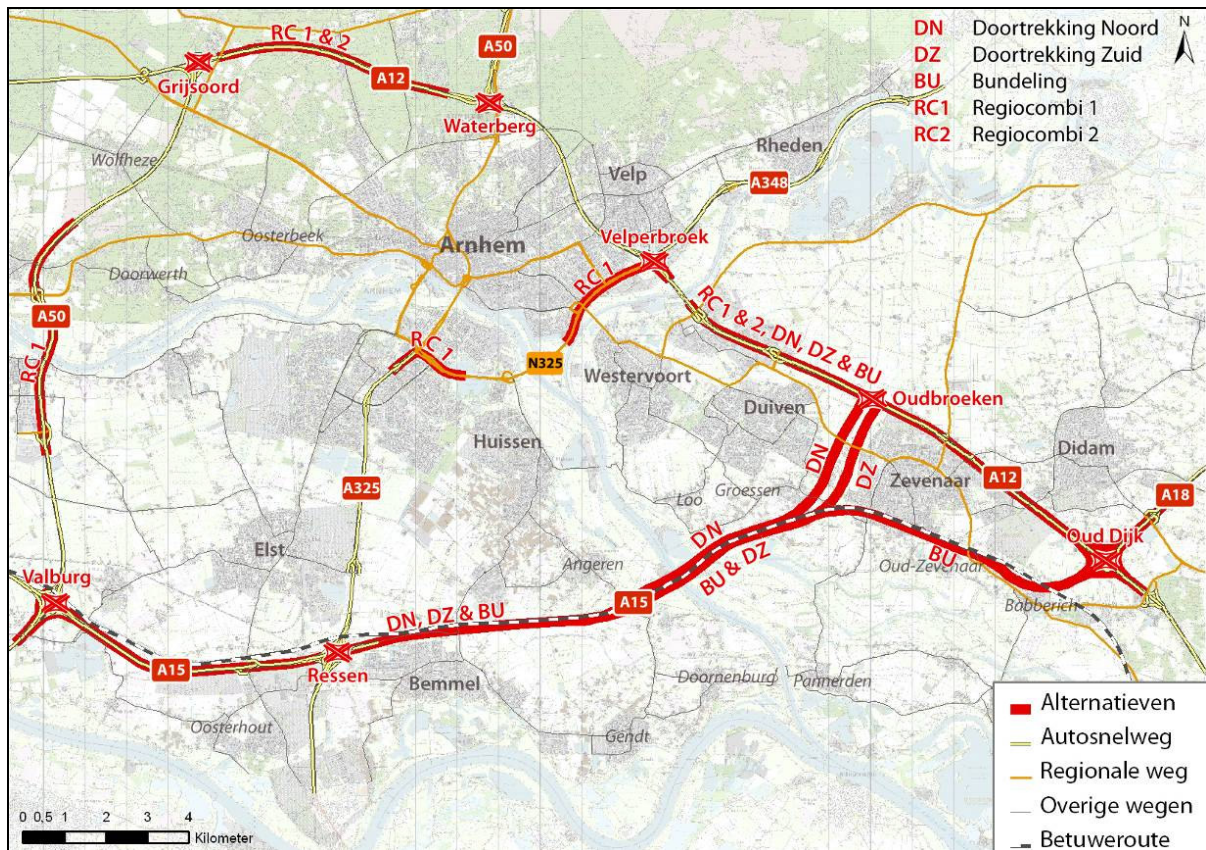 RC 1 & 2
A50
DN Doortrekking Noord
N
DZ Doortrekking Zuid
BU Bundeling
RC1 Regiocombi 1
RC2 Regiocombi 2
Grijsoord
A12
Waterberg
Wolfheze
Velp
Rheden
A348
Oosterbeek
Arnhem
Velperbroek
Doorwerth
ARNHEM
RC 1
A50
RC1 & 2, DN, DZ & BU
RC 1
RC 1
N325
Westervoort
Oudbroeken
Duiven
Huissen
DN
DZ
Didam
A325
Zevenaar
A12
Loo
Groessen
A18
DN
Oud Dijk
Elst
Angeren
BU & DZ
BU
Oud-Zevenaar
Valburg
A15
Babberich
DN, DZ & BU
A15
Ressen
Bemmel
Doornenburg
Pannerden
Oosterhout
Gendt
Alternatieven
Autosnelweg
Regionale weg
Overige wegen
Betuweroute
0 0,5 1 2 3 4
Kilometer